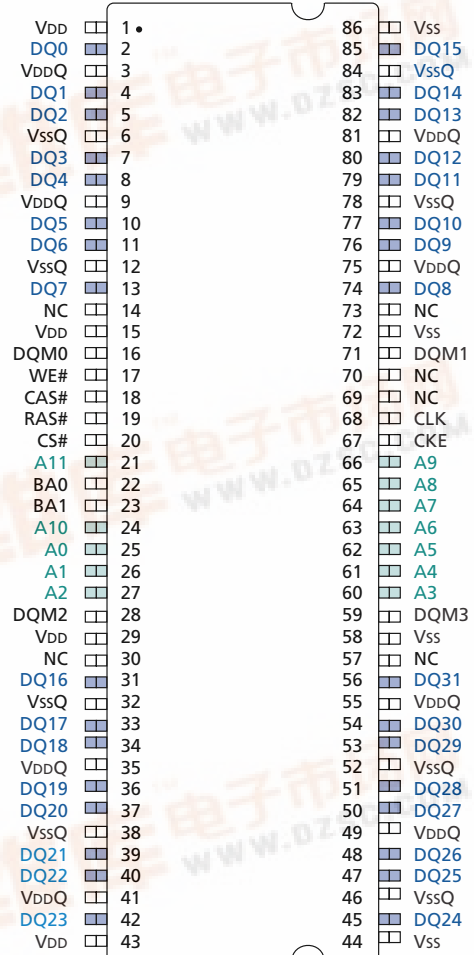 VDD 1 86 Vss
DQ0 2 85 DQ15
VDDQ 3 84 VssQ
DQ1 4 83 DQ14
DQ2 5 82 DQ13
VssQ 6 81 VDDQ
DQ3 7 80 DQ12
DQ4 8 79 DQ11
VDDQ 9 78 VssQ
DQ5 10 77 DQ10
DQ6 11 76 DQ9
VssQ 12 75 VDDQ
DQ7 13 74 DQ8
NC 14 73 NC
VDD 15 72 Vss
DQM0 16 71 DQM1
WE# 17 70 NC
CAS# 18 69 NC
RAS# 19 68 CLK
CS# 20 67 CKE
A11 21 66 A9
BA0 22 65 A8
BA1 23 64 A7
A10 24 63 A6
A0 25 62 A5
A1 26 61 A4
A2 27 60 A3
DQM2 28 59 DQM3
VDD 29 58 Vss
NC 30 57 NC
DQ16 31 56 DQ31
VssQ 32 55 VDDQ
DQ17 33 54 DQ30
DQ18 34 53 DQ29
VDDQ 35 52 VssQ
DQ19 36 51 DQ28
DQ20 37 50 DQ27
VssQ 38 49 VDDQ
DQ21 39 48 DQ26
DQ22 40 47 DQ25
VDDQ 41 46 VssQ
DQ23 42 45 DQ24
VDD 43 44 Vss